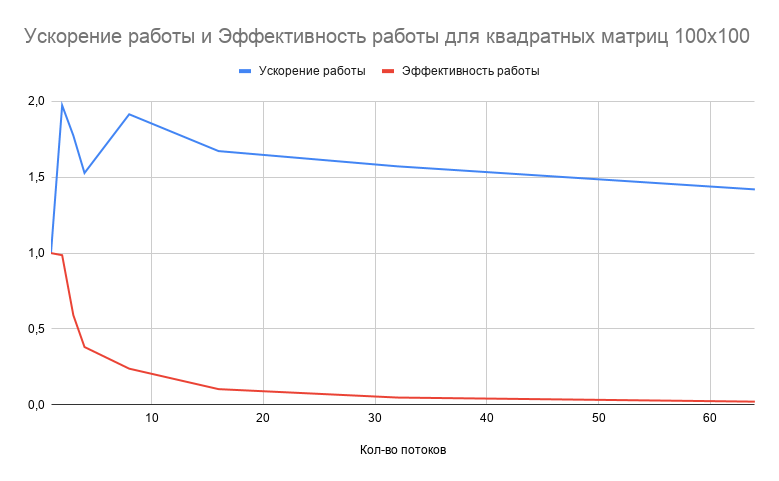 Ускорение работы и Эффективность работы для квадратных матриц 100x100
Ускорение работы Эффективность работы
2,0
1,5
1,0
0,5
0,0
10 20 30 40 50 60
Кол-во потоков